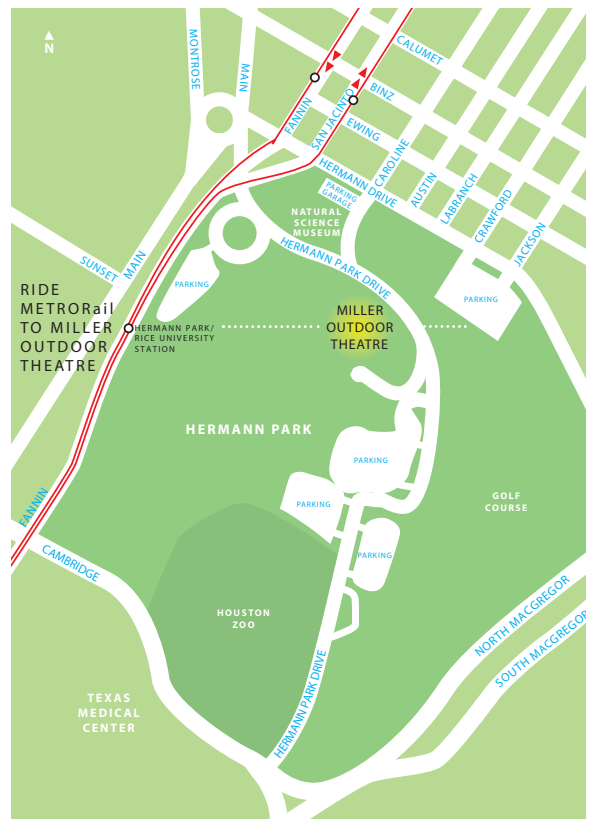 N
MONTROSE
MAIN
CALUMET
BINZ
FANNIN
SAN JACINTO
EWING
CAROLINE
HERMANN DRIVE
AUSTIN
LABRANCH
CRAWFORD
JACKSON
PARKING
GARAGE
NATURAL
SCIENCE
MUSEUM
HERMANN PARK DRIVE
SUNSET
MAIN
PARKING
PARKING
RIDE
METRORail
TO MILLER
OUTDOOR
THEATRE
HERMANN PARK/
RICE UNIVERSITY
STATION
MILLER
OUTDOOR
THEATRE
HERMANN PARK
PARKING
PARKING
GOLF
COURSE
FANNIN
CAMBRIDGE
PARKING
HOUSTON
ZOO
NORTH MACGREGOR
SOUTH MACGREGOR
HERMANN PARK DRIVE
TEXAS
MEDICAL
CENTER